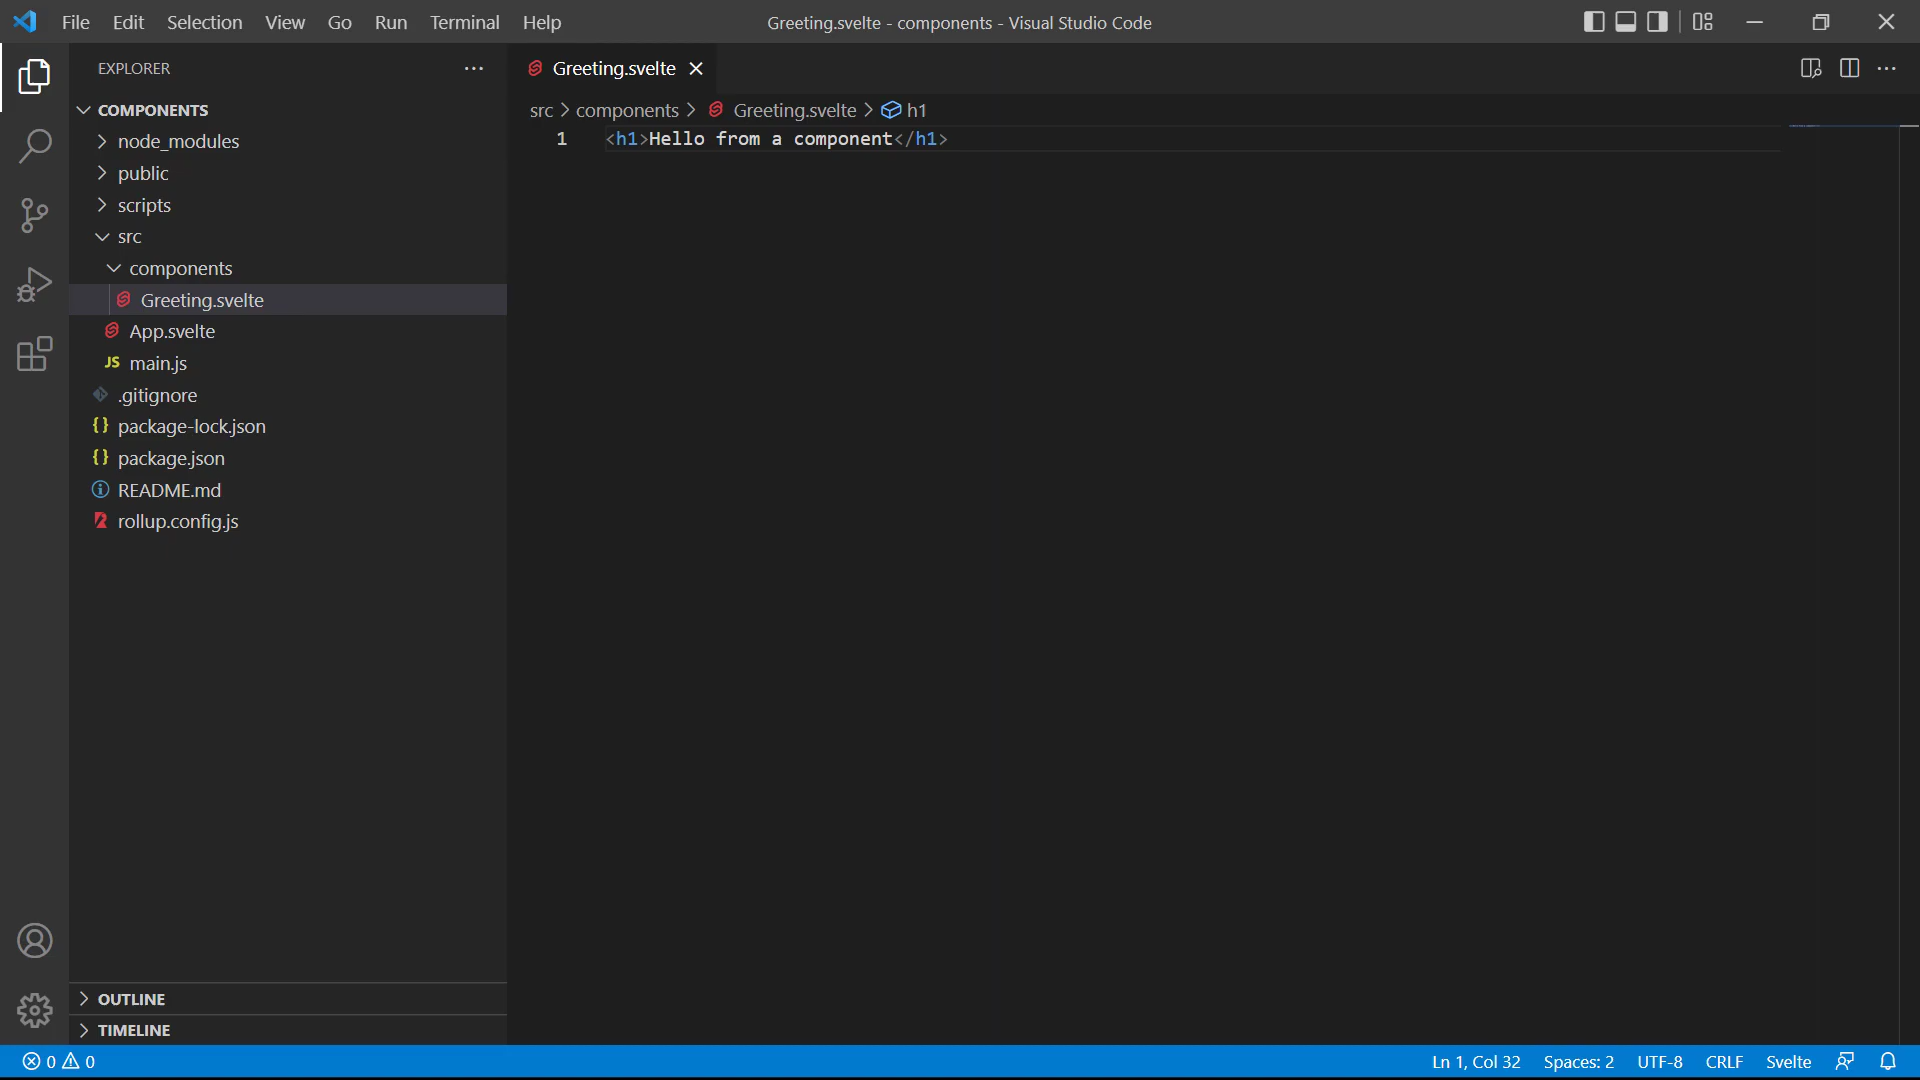 File Edit Selection View Go Run Terminal Help
Greeting.svelte - components - Visual Studio Code
EXPLORER
COMPONENTS
node_modules
public
scripts
src
components
Greeting.svelte
App.svelte
JS main.js
.gitignore
{} package-lock.json
{} package.json
README.md
rollup.config.js
OUTLINE
TIMELINE
Greeting.svelte
src > components > Greeting.svelte > h1
1 <h1>Hello from a component</h1>
0 0
Ln 1, Col 32 Spaces: 2 UTF-8 CRLF Svelte